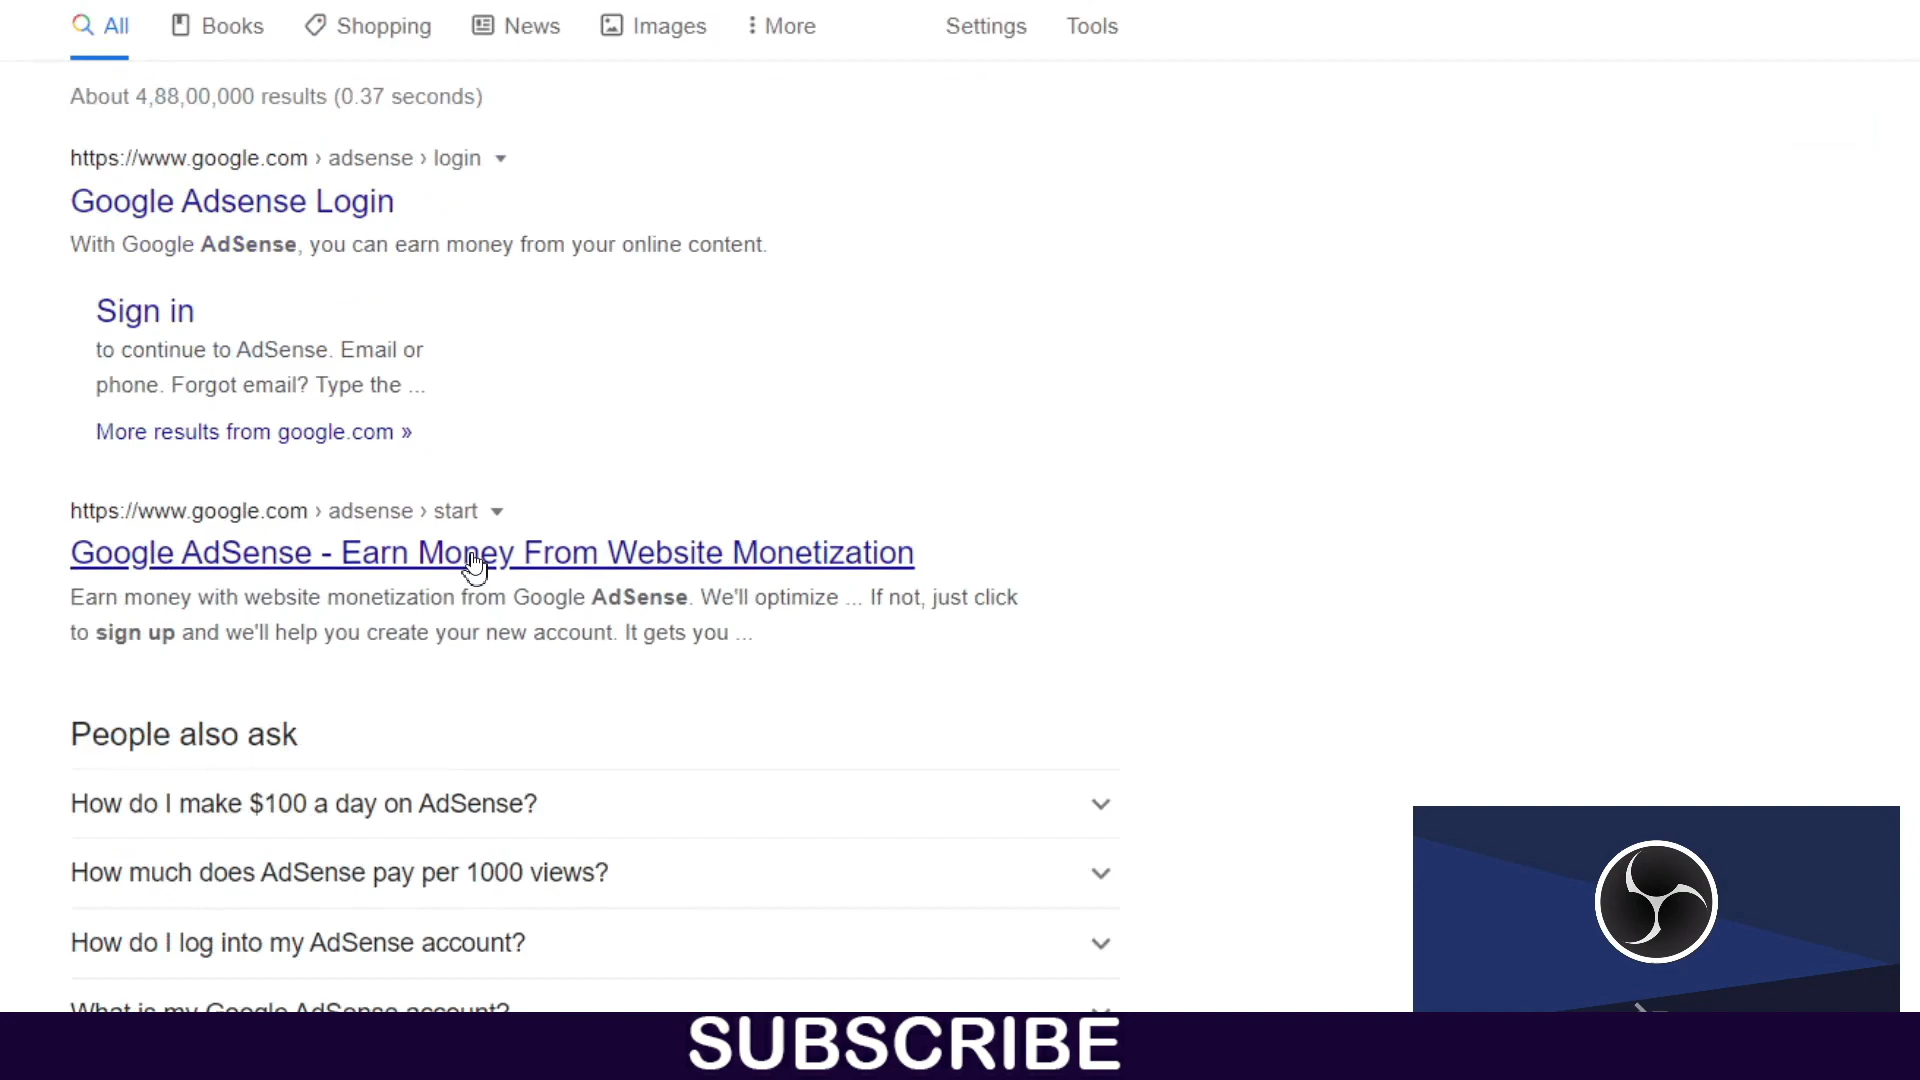 All Books Shopping News Images More Settings Tools
About 4,88,00,000 results (0.37 seconds)
https://www.google.com › adsense › login
Google Adsense Login
With Google AdSense, you can earn money from your online content.
Sign in
to continue to AdSense. Email or
phone. Forgot email? Type the ...
More results from google.com »
https://www.google.com › adsense › start
Google AdSense - Earn Money From Website Monetization
Earn money with website monetization from Google AdSense. We'll optimize ... If not, just click
to sign up and we'll help you create your new account. It gets you ...
People also ask
How do I make $100 a day on AdSense?
How much does AdSense pay per 1000 views?
How do I log into my AdSense account?
What is my Google AdSense account?
SUBSCRIBE